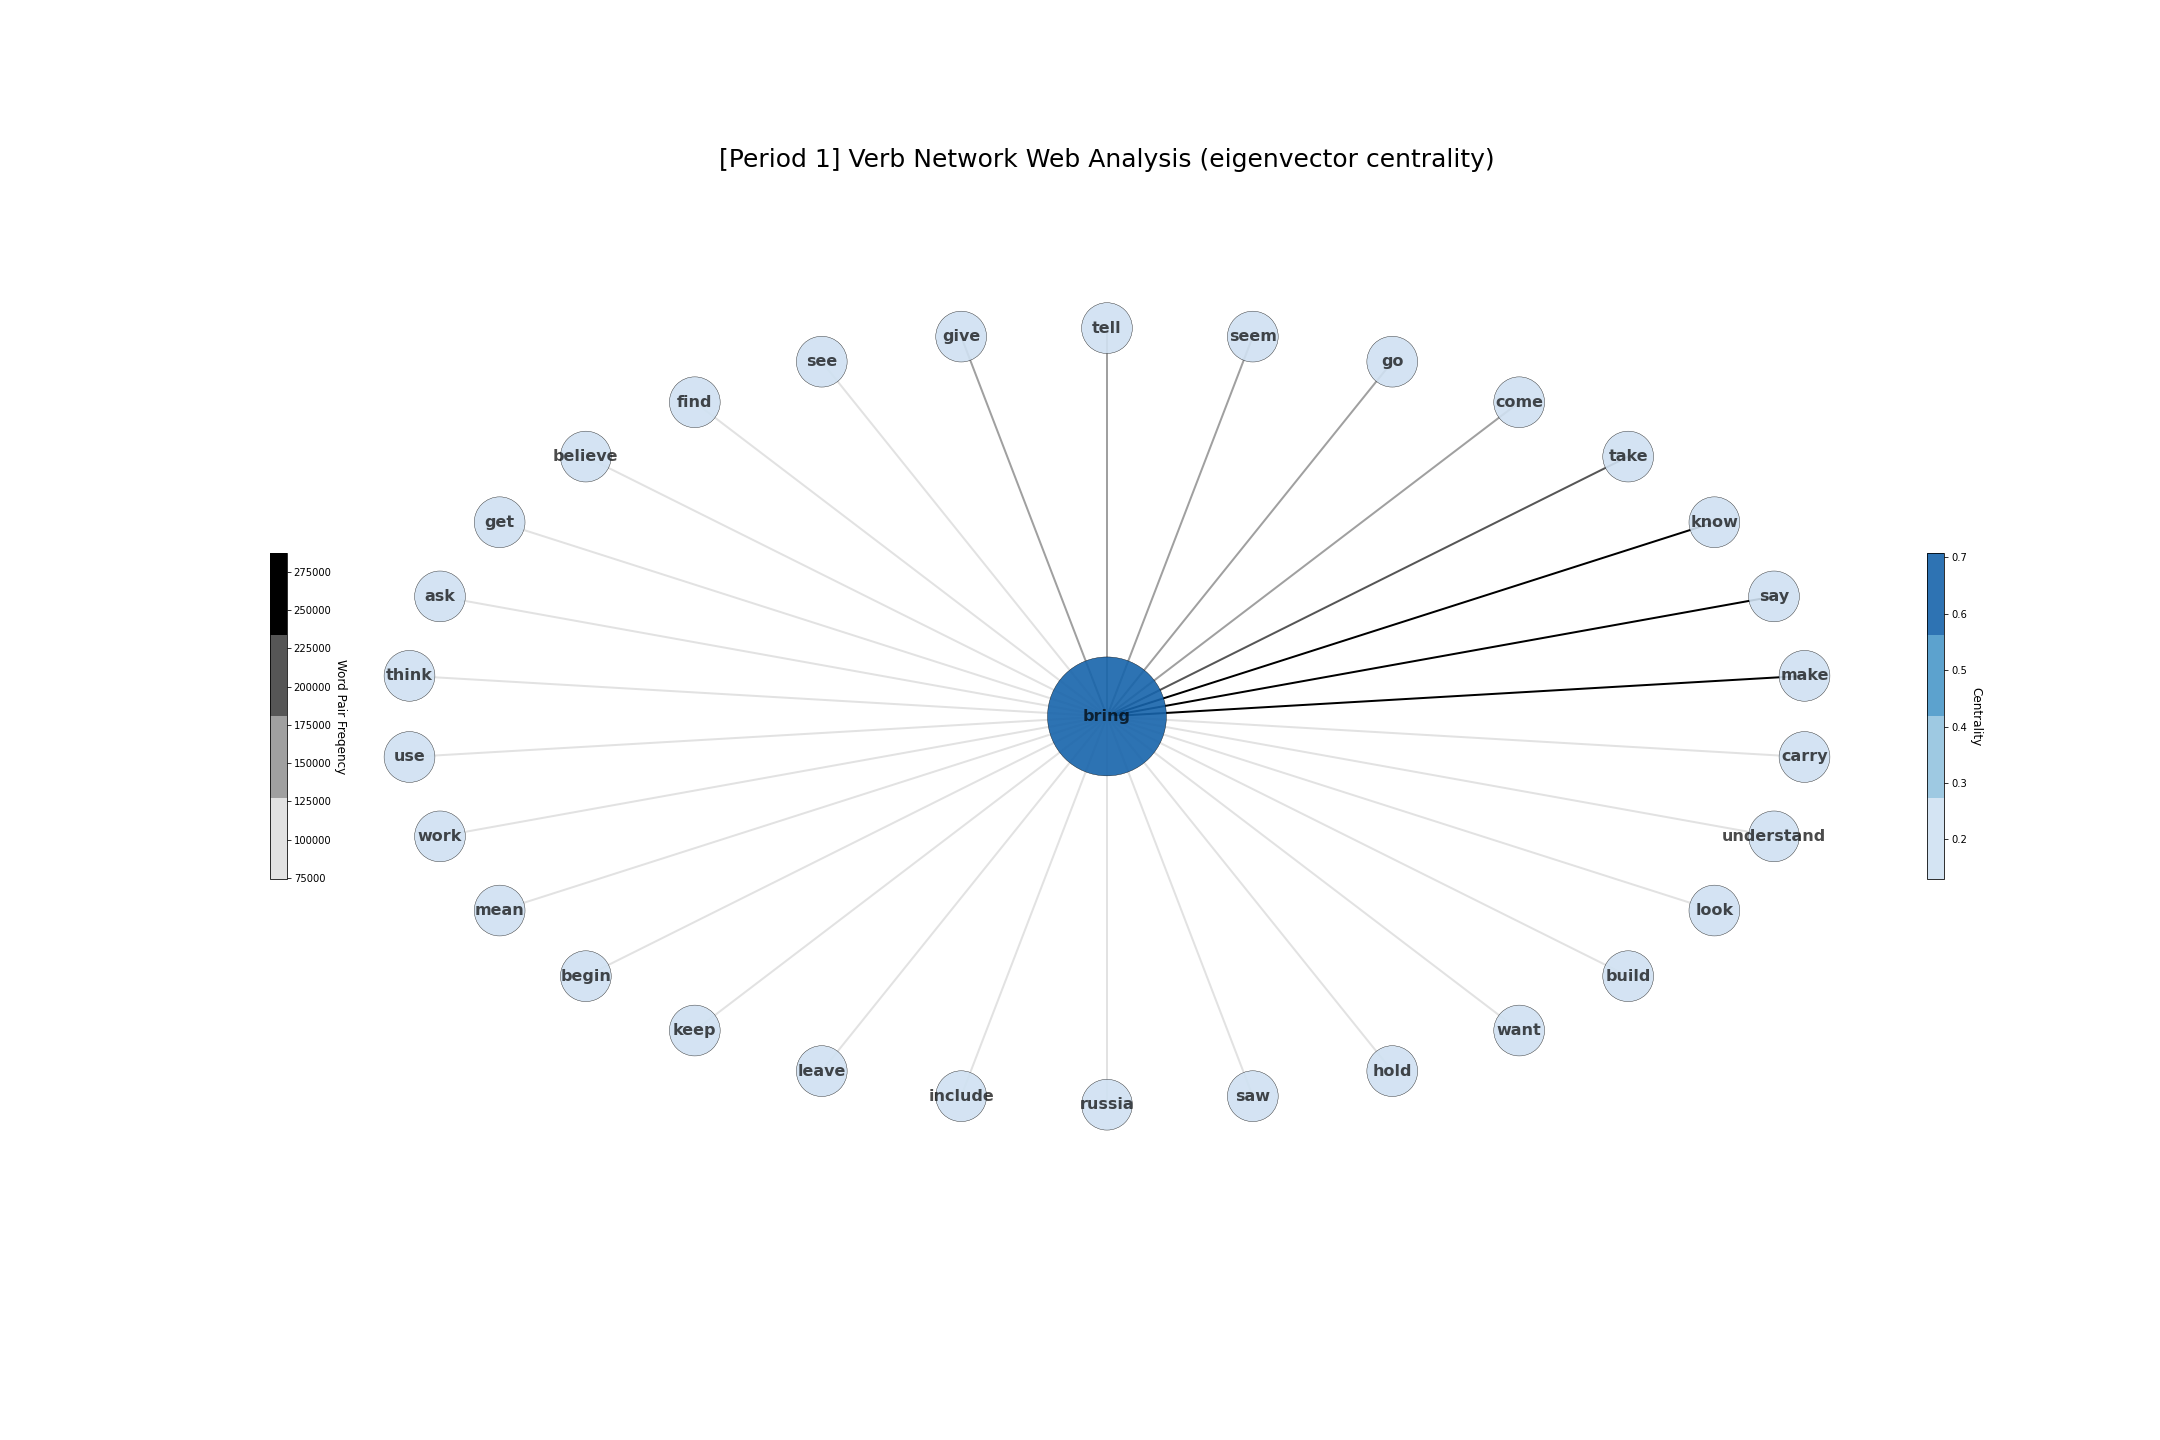 [Period 1] Verb Network Web Analysis (eigenvector centrality)
tell
give
seem
see
go
find
come
believe
take
get
know
ask
say
think
make
bring
use
carry
work
understand
mean
look
begin
build
keep
want
leave
hold
include
saw
russia
275000
250000
225000
200000
175000
150000
125000
100000
75000
Word Pair Freqency
0.7
0.6
0.5
0.4
0.3
0.2
Centrality